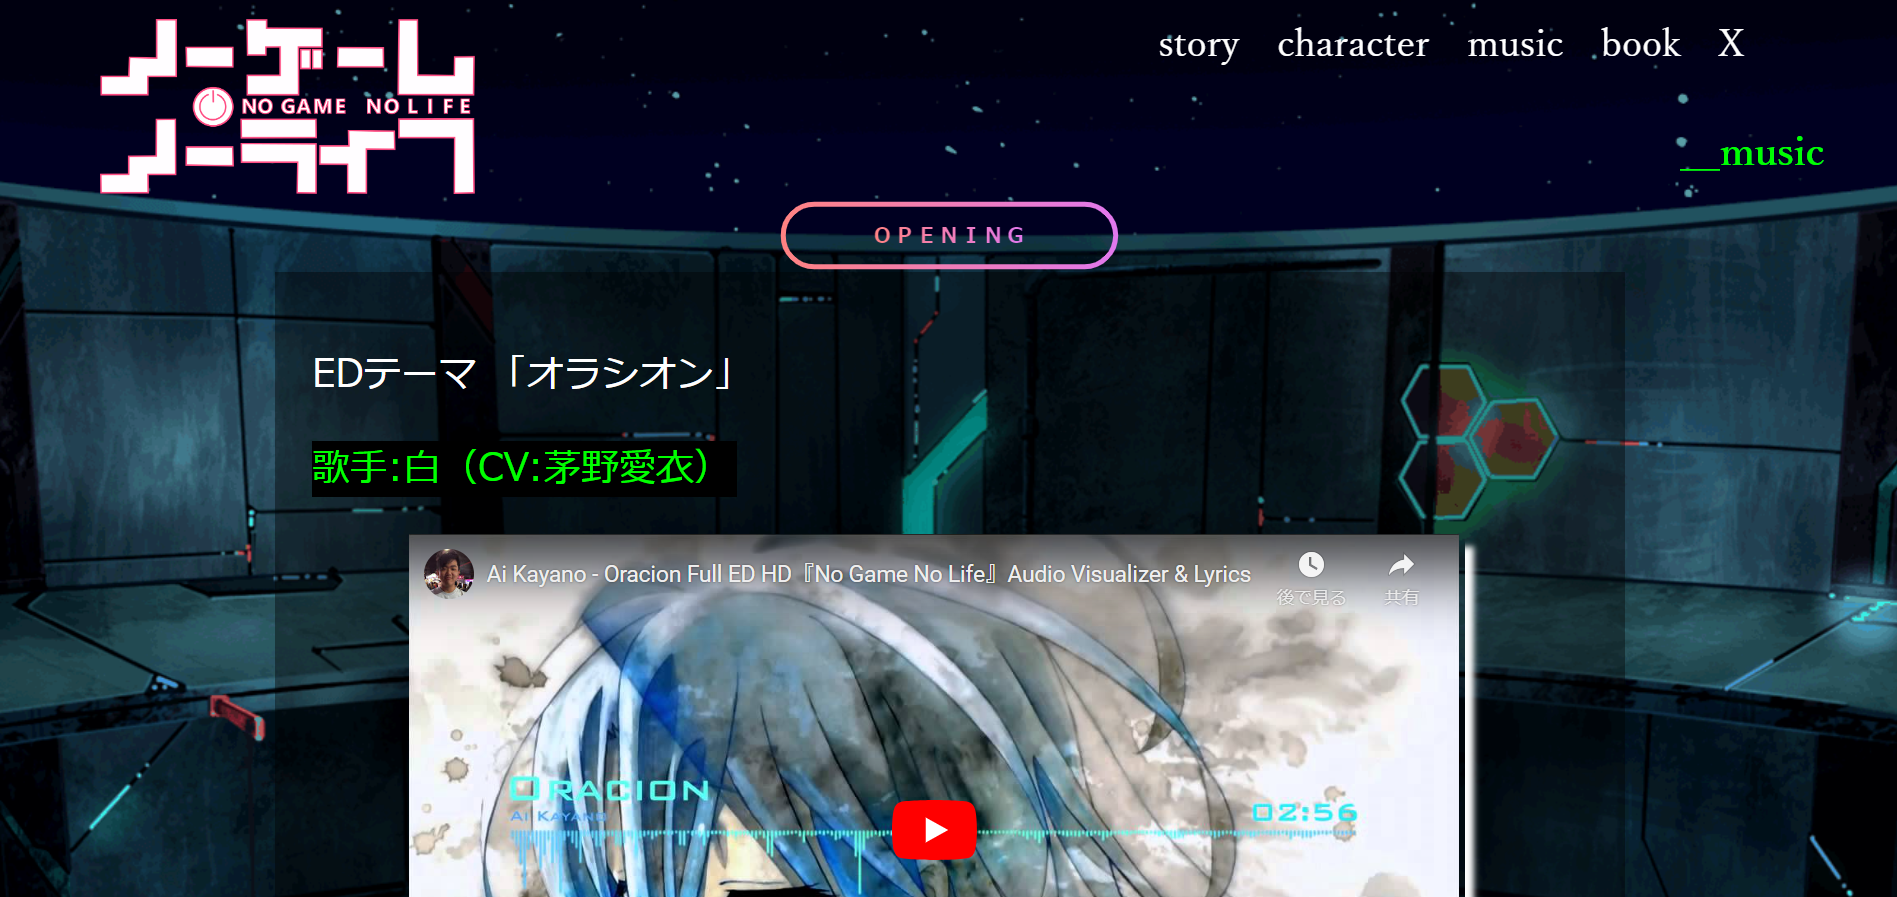 ノーゲーム
NO GAME NO LIFE
ノーライフ
story character music book X
__music
OPENING
EDテーマ 「オラシオン」
歌手:白（CV:茅野愛衣）
Ai Kayano - Oracion Full ED HD『No Game No Life』Audio Visualizer & Lyrics
後で見る 共有
ORACION
AI KAYANO
02:56